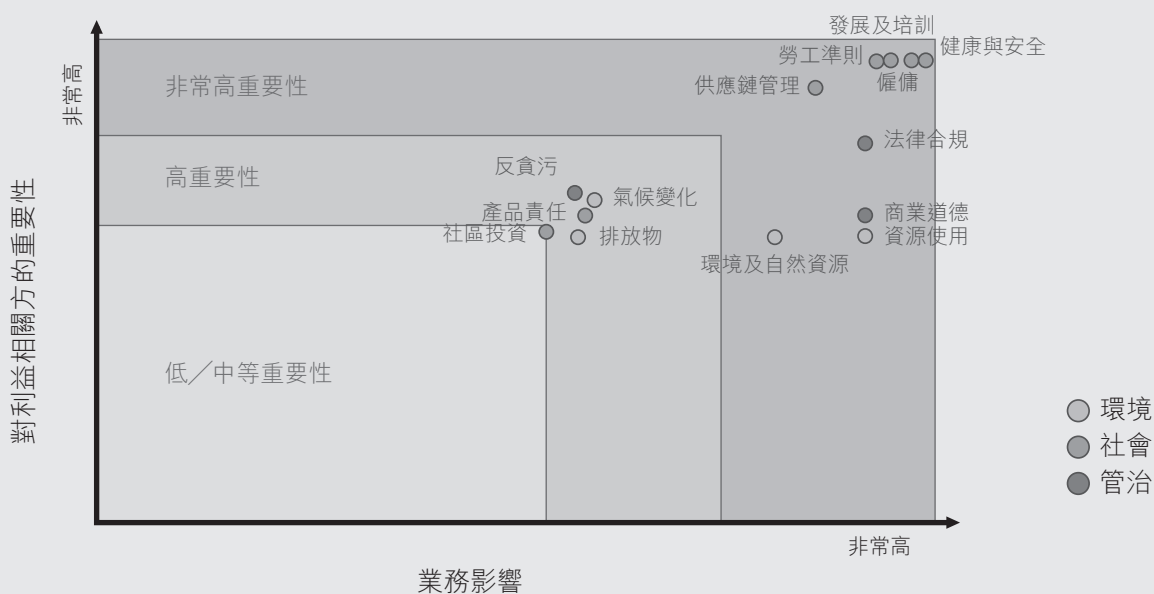 發展及培訓
健康與安全
勞工準則
僱傭
供應鏈管理
非常高
非常高重要性
法律合規
反貪污
高重要性
氣候變化
產品責任
商業道德
社區投資
排放物
資源使用
環境及自然資源
對利益相關方的重要性
低／中等重要性
環境
社會
管治
非常高
業務影響